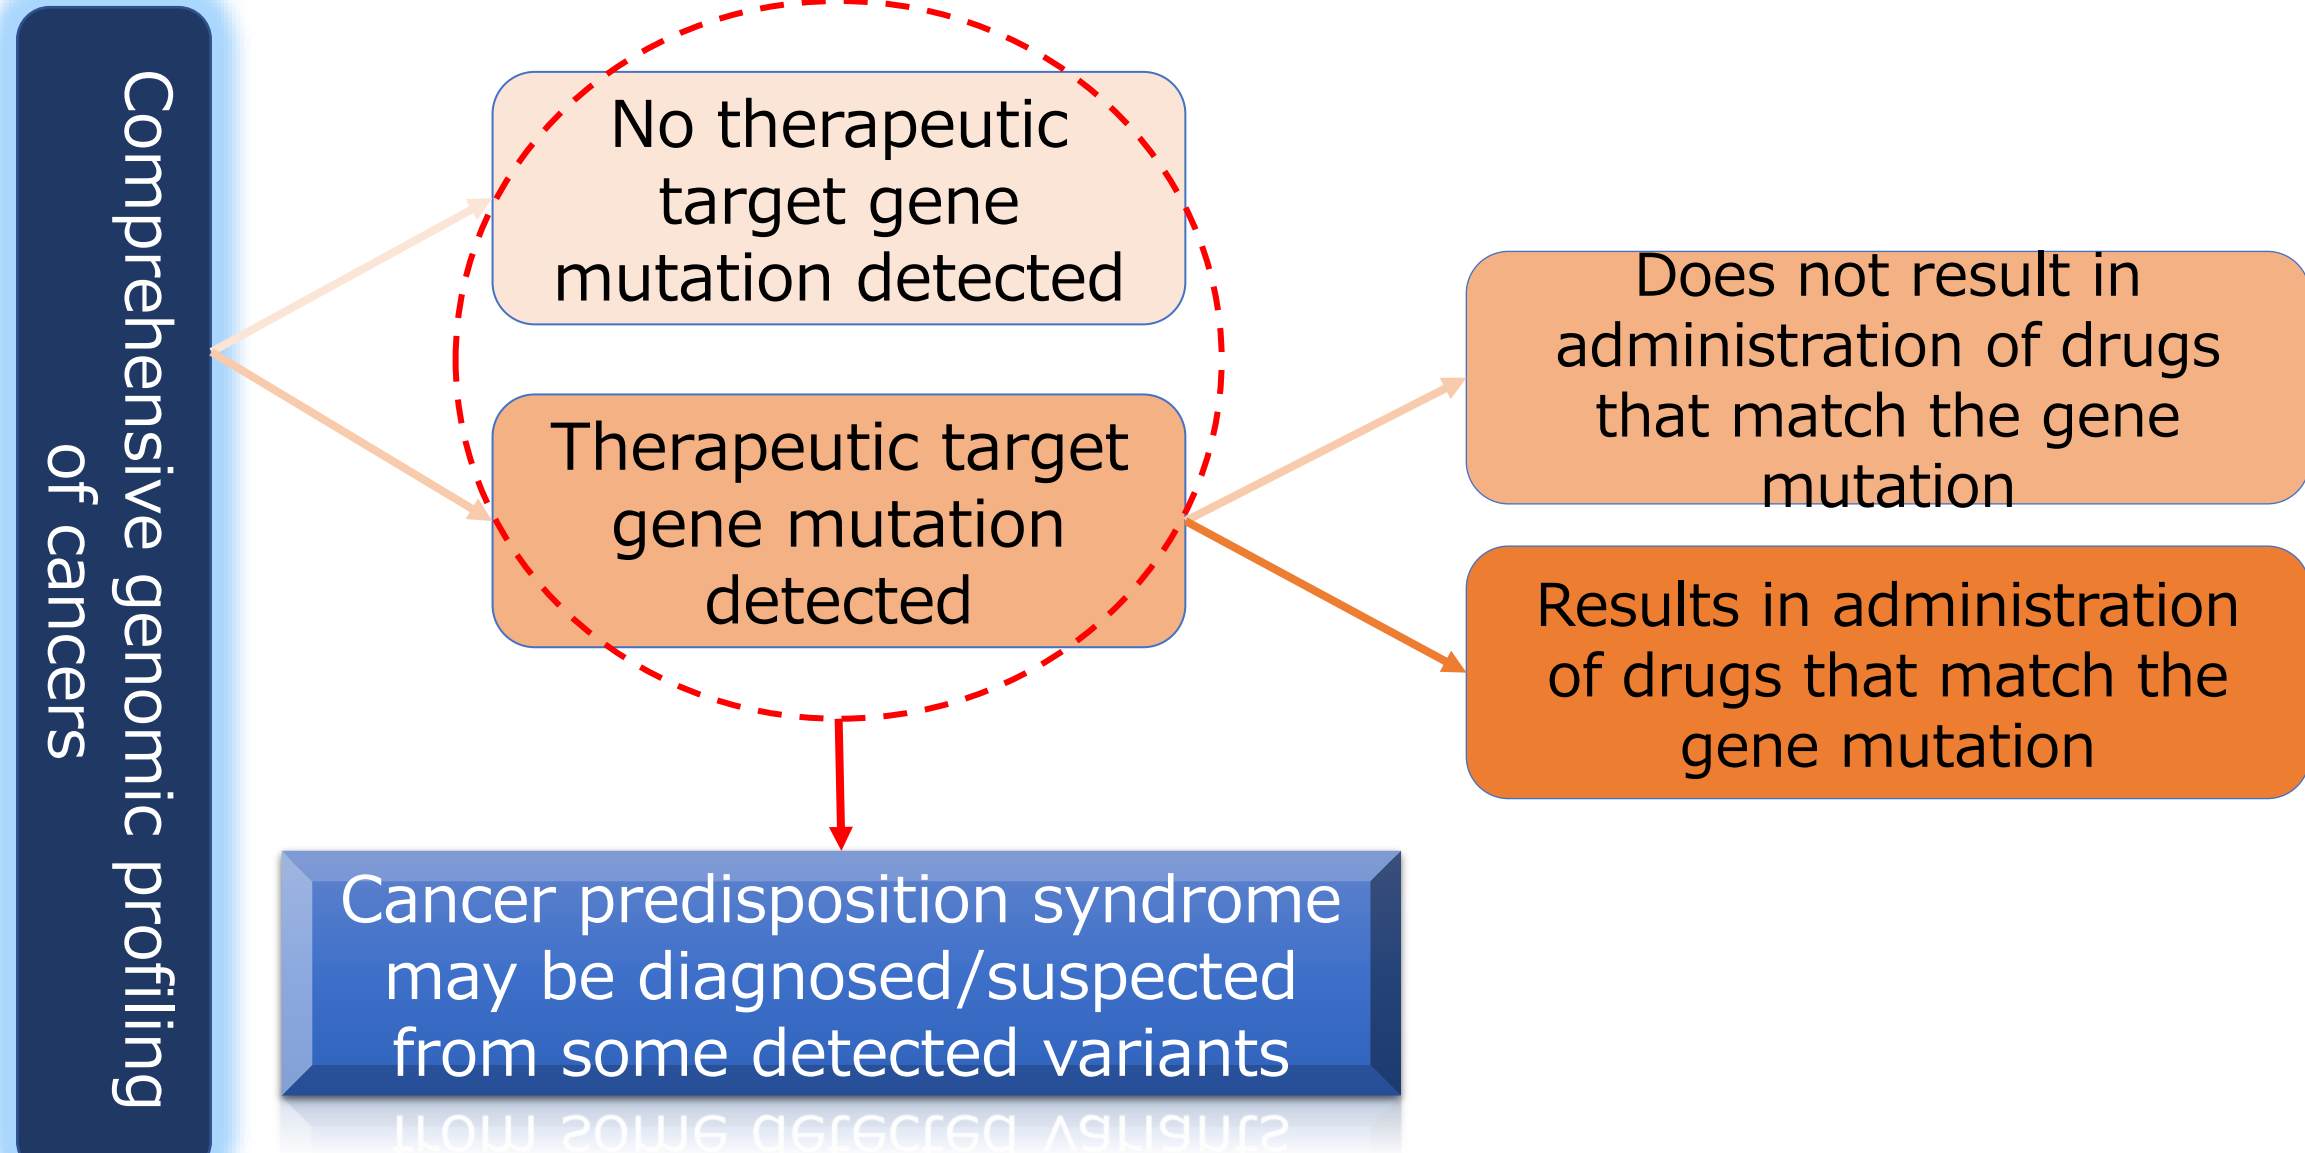 Comprehensive genomic profiling
of cancers
No therapeutic
target gene
mutation detected
Therapeutic target
gene mutation
detected
Does not result in
administration of drugs
that match the gene
mutation
Results in administration
of drugs that match the
gene mutation
Cancer predisposition syndrome
may be diagnosed/suspected
from some detected variants